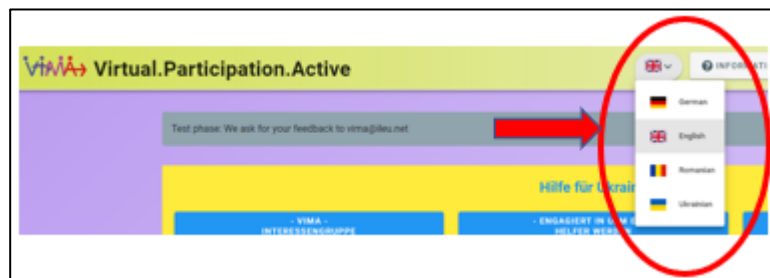 ViMA Virtual.Participation.Active
INFORMATI
German
Test phase: We ask for your feedback to vima@ileu.net
English
Romanian
Hilfe für Ukrain
Ukrainian
- VIMA -
INTERESSENGRUPPE
- ENGAGIERT IN
HELFER WERDEN